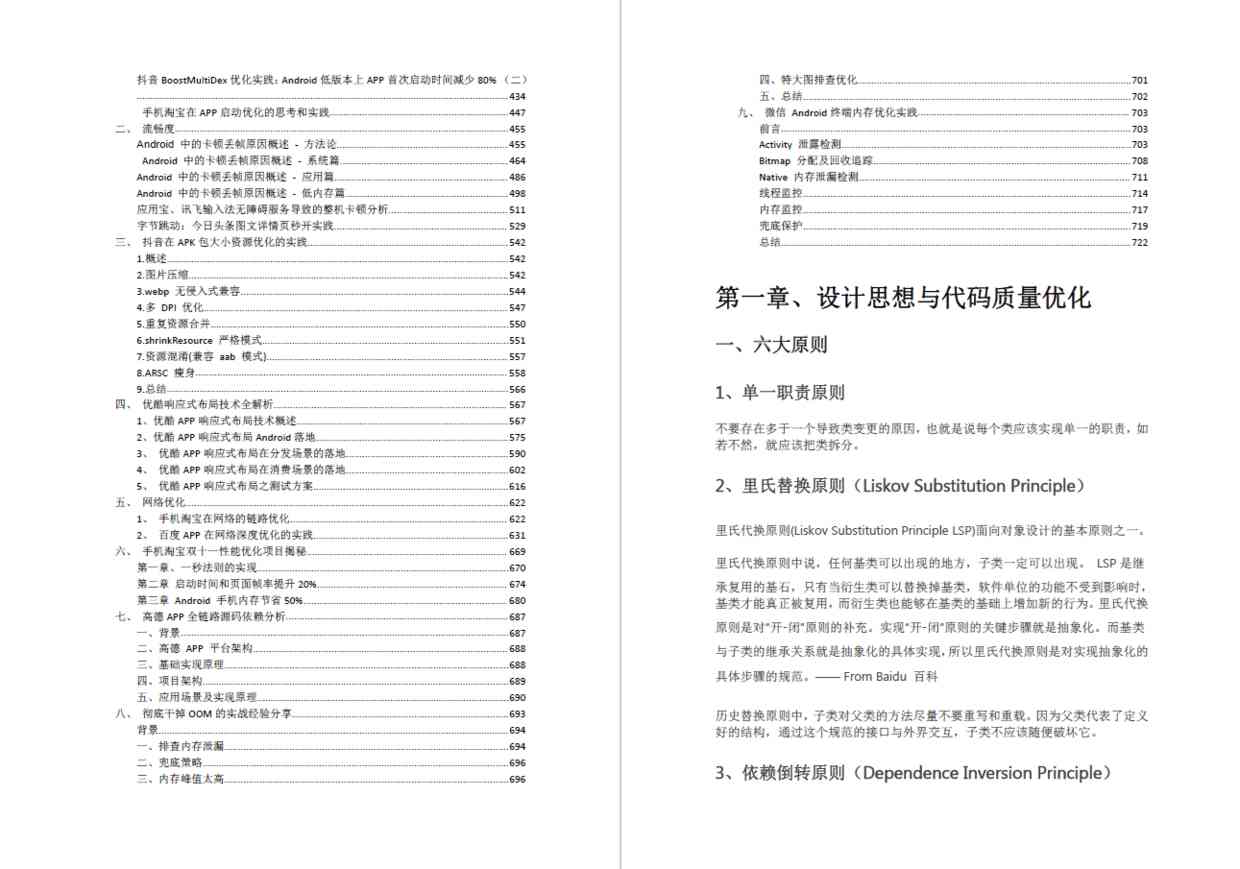 抖音 BoostMultiDex 优化实践：Android 低版本上 APP 首次启动时间减少 80%（二）
434
手机淘宝在 APP 启动优化的思考和实践 447
二、 流畅度 455
Android 中的卡顿丢帧原因概述 - 方法论 455
Android 中的卡顿丢帧原因概述 - 系统篇 464
Android 中的卡顿丢帧原因概述 - 应用篇 486
Android 中的卡顿丢帧原因概述 - 低内存篇 498
应用宝、讯飞输入法无障碍服务导致的整机卡顿分析 511
字节跳动：今日头条图文详情页秒开实践 529
三、 抖音在 APK 包大小资源优化的实践 542
1.概述 542
2.图片压缩 542
3.webp 无侵入式兼容 544
4.多 DPI 优化 547
5.重复资源合并 550
6.shrinkResource 严格模式 551
7.资源混淆(兼容 aab 模式) 557
8.ARSC 瘦身 558
9.总结 566
四、 优酷响应式布局技术全解析 567
1、优酷 APP 响应式布局技术概述 567
2、优酷 APP 响应式布局 Android 落地 575
3、 优酷 APP 响应式布局在分发场景的落地 590
4、 优酷 APP 响应式布局在消费场景的落地 602
5、 优酷 APP 响应式布局之测试方案 616
五、 网络优化 622
1、 手机淘宝在网络的链路优化 622
2、 百度 APP 在网络深度优化的实践 631
六、 手机淘宝双十一性能优化项目揭秘 669
第一章、一秒法则的实现 670
第二章 启动时间和页面帧率提升 20% 674
第三章 Android 手机内存节省 50% 680
七、 高德 APP 全链路源码依赖分析 687
一、背景 687
二、高德 APP 平台架构 688
三、基础实现原理 688
四、项目架构 689
五、应用场景及实现原理 690
八、 彻底干掉 OOM 的实战经验分享 693
背景 694
一、排查内存泄漏 694
二、兜底策略 696
三、内存峰值太高 696
四、特大图排查优化 701
五、总结 702
九、 微信 Android 终端内存优化实践 703
前言 703
Activity 泄露检测 703
Bitmap 分配及回收追踪 708
Native 内存泄漏检测 711
线程监控 714
内存监控 717
兜底保护 719
总结 722
第一章、设计思想与代码质量优化
一、六大原则
1、单一职责原则
不要存在多于一个导致类变更的原因，也就是说每个类应该实现单一的职责，如
若不然，就应该把类拆分。
2、里氏替换原则（Liskov Substitution Principle）
里氏代换原则(Liskov Substitution Principle LSP)面向对象设计的基本原则之一。
里氏代换原则中说，任何基类可以出现的地方，子类一定可以出现。 LSP 是继
承复用的基石，只有当衍生类可以替换掉基类，软件单位的功能不受到影响时，
基类才能真正被复用，而衍生类也能够在基类的基础上增加新的行为。里氏代换
原则是对“开-闭”原则的补充。实现“开-闭”原则的关键步骤就是抽象化。而基类
与子类的继承关系就是抽象化的具体实现，所以里氏代换原则是对实现抽象化的
具体步骤的规范。—— From Baidu 百科
历史替换原则中，子类对父类的方法尽量不要重写和重载。因为父类代表了定义
好的结构，通过这个规范的接口与外界交互，子类不应该随便破坏它。
3、依赖倒转原则（Dependence Inversion Principle）